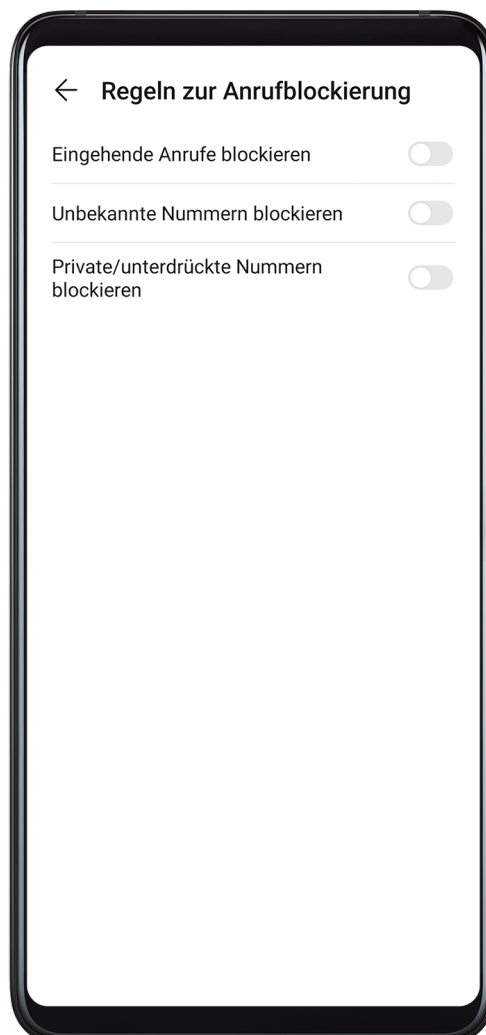 Regeln zur Anrufblockierung
Eingehende Anrufe blockieren
Unbekannte Nummern blockieren
Private/unterdrückte Nummern
blockieren